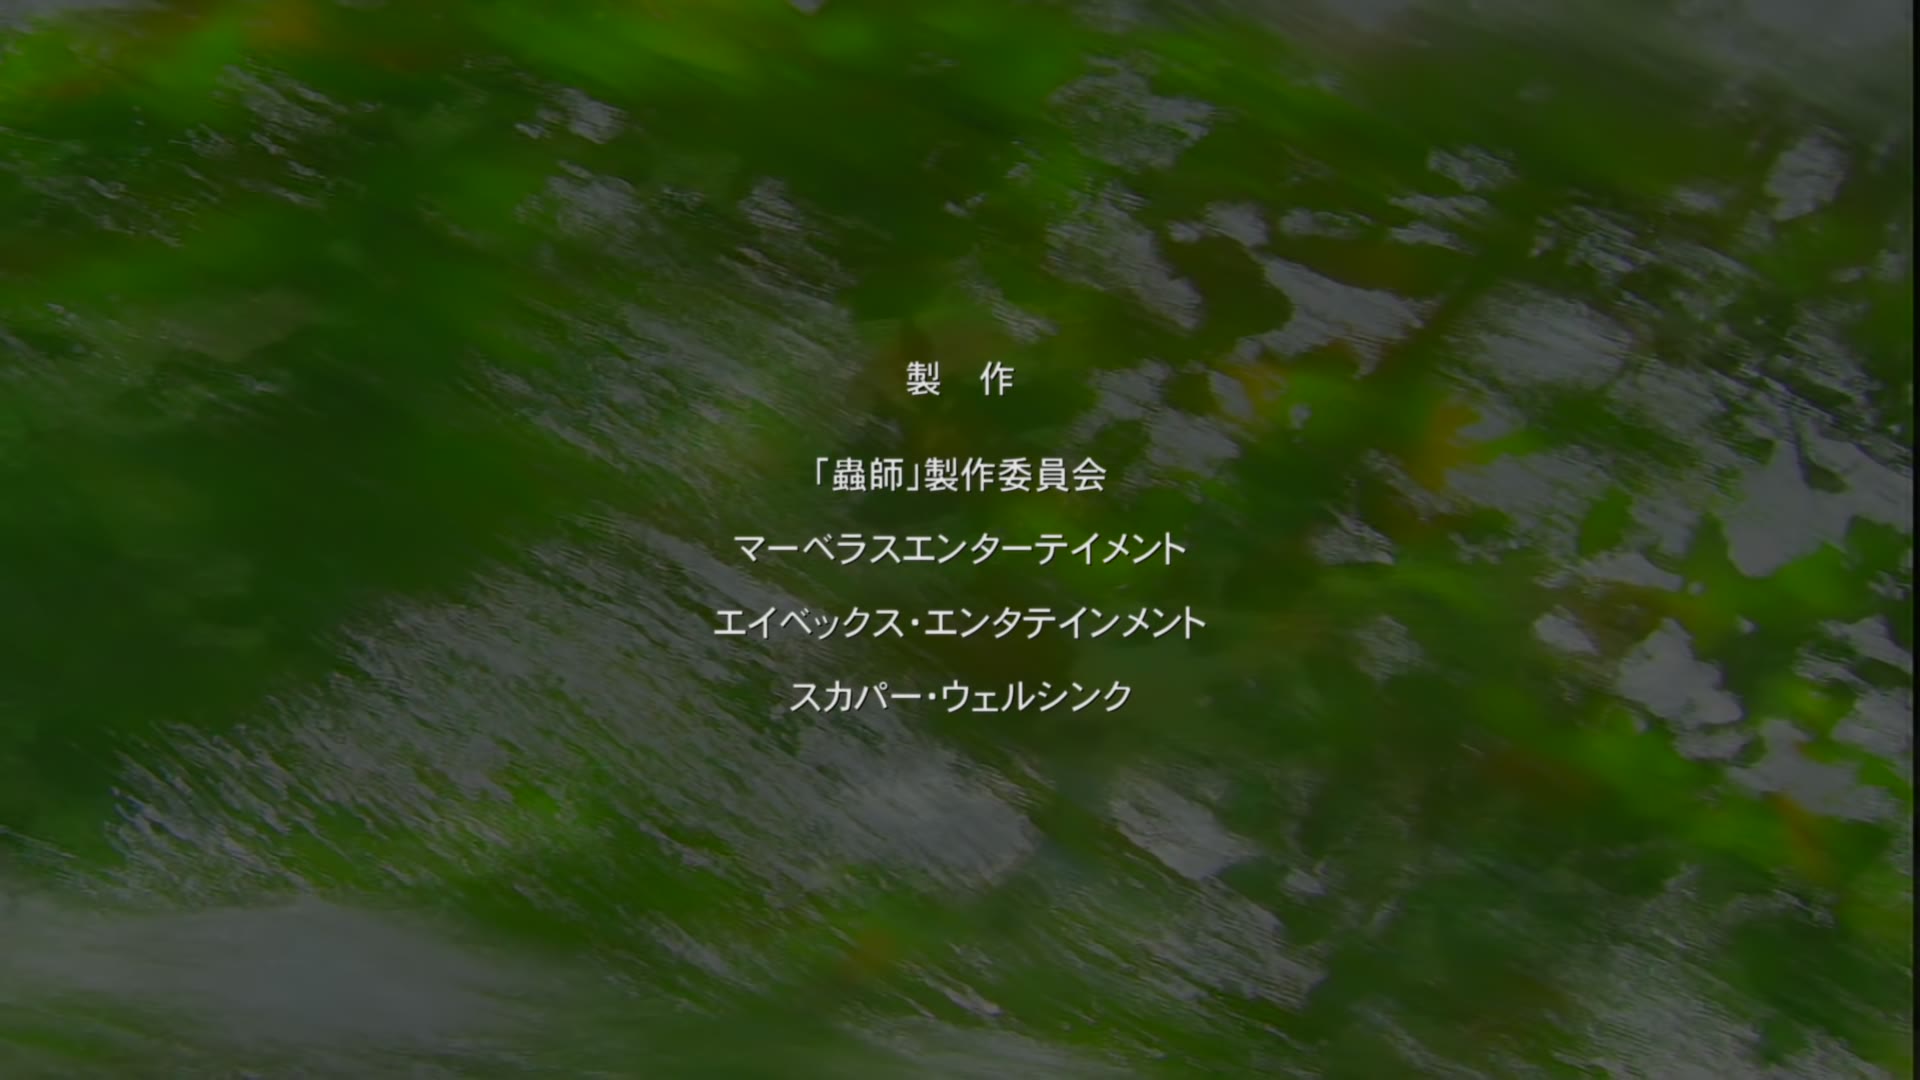 製　作
「蟲師」製作委員会
マーベラスエンターテイメント
エイベックス・エンタテインメント
スカパー・ウェルシンク